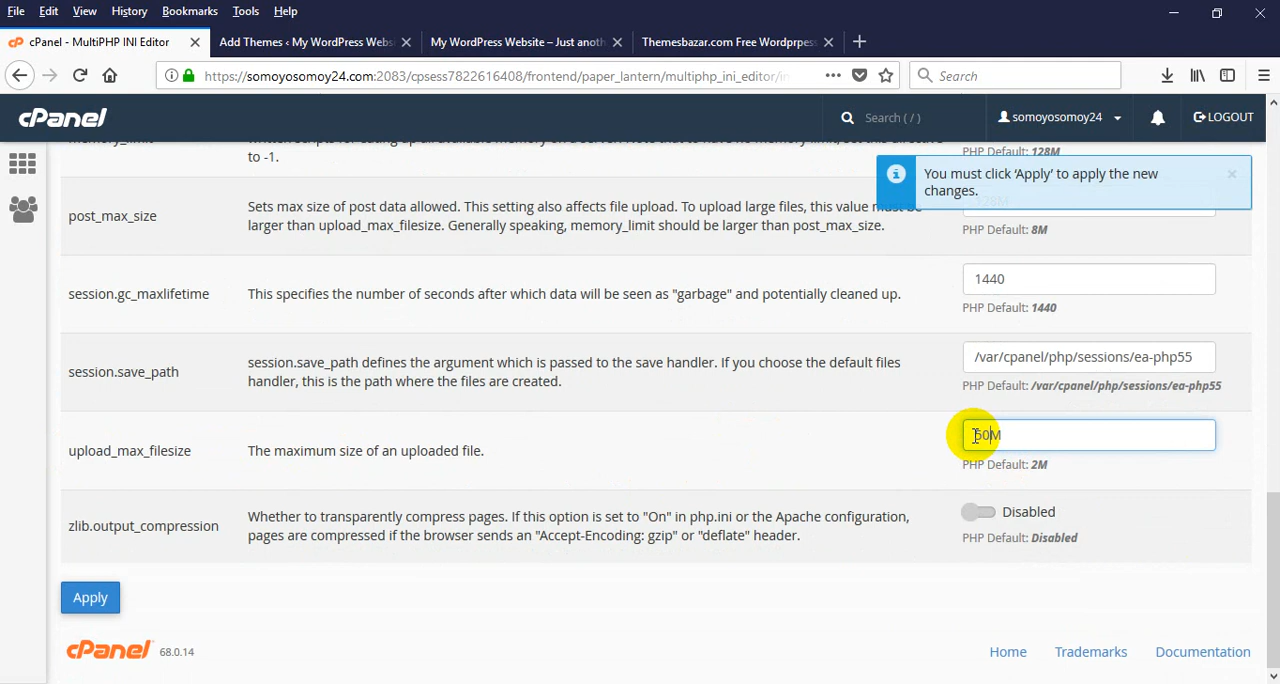 File Edit View History Bookmarks Tools Help
cPanel - MultiPHP INI Editor
Add Themes ‹ My WordPress Webs
My WordPress Website – Just anoth
Themesbazar.com Free Wordprpess
https://somoyosomoy24.com:2083/cpsess7822616408/frontend/paper_lantern/multiphp_ini_editor/in
Search
cPanel
Search ( / )
somoyosomoy24
LOGOUT
to -1.
PHP Default: 128M
You must click ‘Apply’ to apply the new
changes.
post_max_size
Sets max size of post data allowed. This setting also affects file upload. To upload large files, this value must be
larger than upload_max_filesize. Generally speaking, memory_limit should be larger than post_max_size.
128M
PHP Default: 8M
session.gc_maxlifetime
This specifies the number of seconds after which data will be seen as "garbage" and potentially cleaned up.
1440
PHP Default: 1440
session.save_path
session.save_path defines the argument which is passed to the save handler. If you choose the default files
handler, this is the path where the files are created.
/var/cpanel/php/sessions/ea-php55
PHP Default: /var/cpanel/php/sessions/ea-php55
upload_max_filesize
The maximum size of an uploaded file.
50M
PHP Default: 2M
zlib.output_compression
Whether to transparently compress pages. If this option is set to "On" in php.ini or the Apache configuration,
pages are compressed if the browser sends an "Accept-Encoding: gzip" or "deflate" header.
Disabled
PHP Default: Disabled
Apply
cPanel 68.0.14
Home Trademarks Documentation